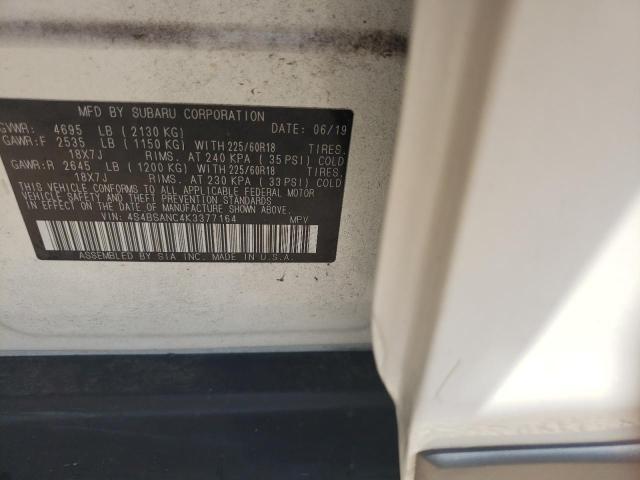 MFD BY SUBARU CORPORATION
GVWR: 4695 LB (2130 KG) DATE: 06/19
GAWR:F 2535 LB (1150 KG) WITH 225/60R18 TIRES.
18X7J RIMS. AT 240 KPA (35 PSI) COLD
GAWR:R 2645 LB (1200 KG) WITH 225/60R18 TIRES.
18X7J RIMS. AT 230 KPA (33 PSI) COLD
THIS VEHICLE CONFORMS TO ALL APPLICABLE FEDERAL MOTOR
VEHICLE SAFETY AND THEFT PREVENTION STANDARDS IN
EFFECT ON THE DATE OF MANUFACTURE SHOWN ABOVE.
VIN: 4S4BSANC4K3377164 MPV
ASSEMBLED BY SIA INC. MADE IN U.S.A.